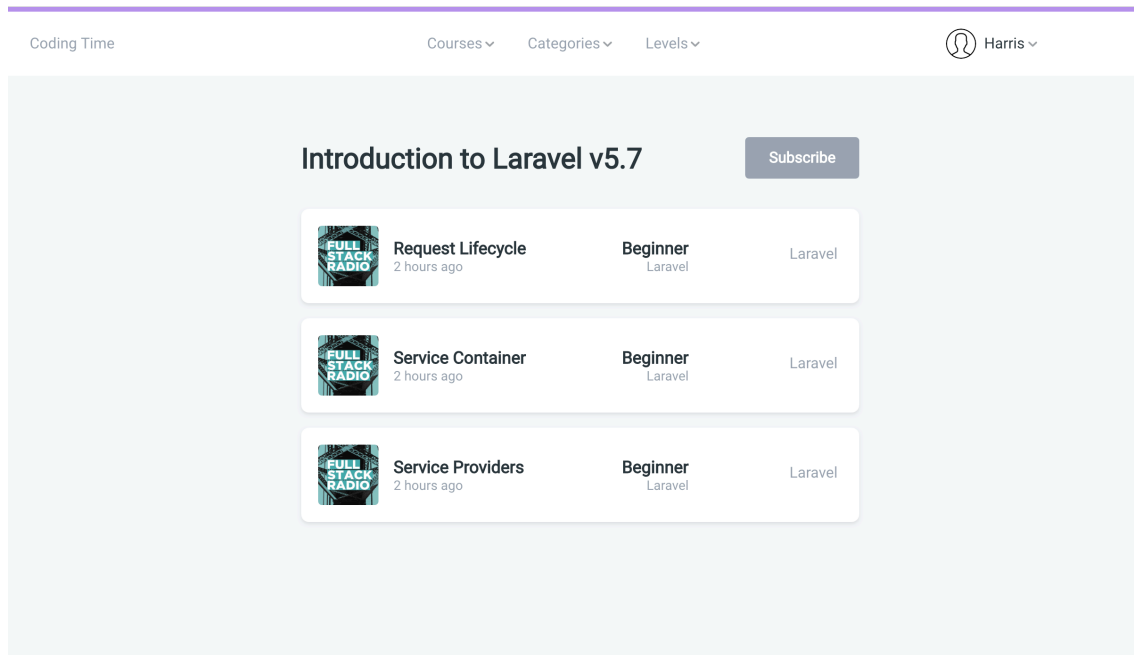 Coding Time
Courses
Categories
Levels
Harris
Introduction to Laravel v5.7
Subscribe
FULL
STACK
RADIO
Request Lifecycle
2 hours ago
Beginner
Laravel
Laravel
FULL
STACK
RADIO
Service Container
2 hours ago
Beginner
Laravel
Laravel
FULL
STACK
RADIO
Service Providers
2 hours ago
Beginner
Laravel
Laravel